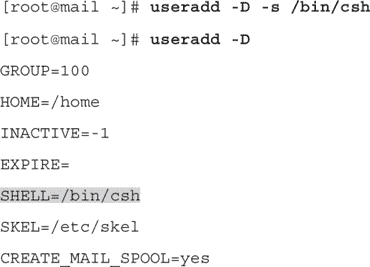 [root@mail ~]# useradd -D -s /bin/csh
[root@mail ~]# useradd -D
GROUP=100
HOME=/home
INACTIVE=-1
EXPIRE=
SHELL=/bin/csh
SKEL=/etc/skel
CREATE_MAIL_SPOOL=yes